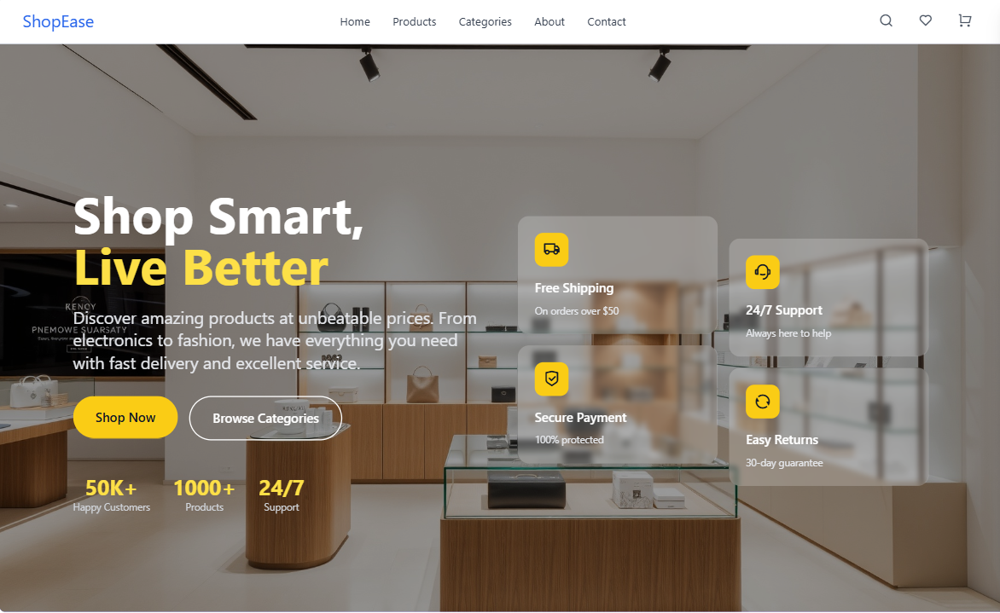 ShopEase
Home
Products
Categories
About
Contact
Shop Smart,
Live Better
KENCY
PNEMOWE SUARSATY
Discover amazing products at unbeatable prices. From
electronics to fashion, we have everything you need
with fast delivery and excellent service.
Shop Now
Browse Categories
50K+
Happy Customers
1000+
Products
24/7
Support
Free Shipping
On orders over $50
24/7 Support
Always here to help
Secure Payment
100% protected
Easy Returns
30-day guarantee